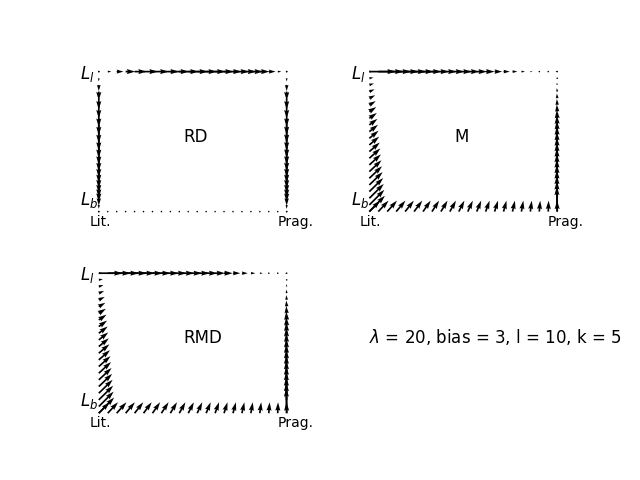 L_l L_l
RD M
L_b L_b
Lit. Prag. Lit. Prag.
L_l
RMD λ = 20, bias = 3, l = 10, k = 5
L_b
Lit. Prag.